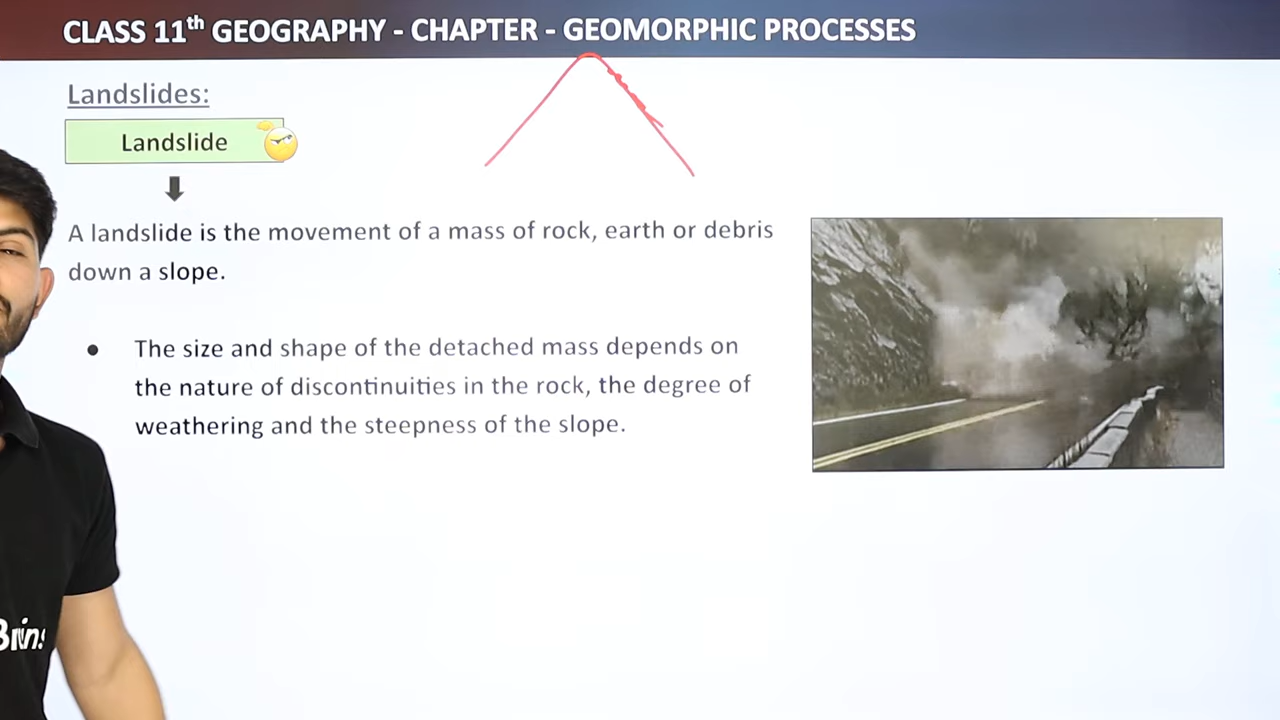 CLASS 11th GEOGRAPHY - CHAPTER - GEOMORPHIC PROCESSES
Landslides:
Landslide
A landslide is the movement of a mass of rock, earth or debris
down a slope.
● The size and shape of the detached mass depends on
the nature of discontinuities in the rock, the degree of
weathering and the steepness of the slope.